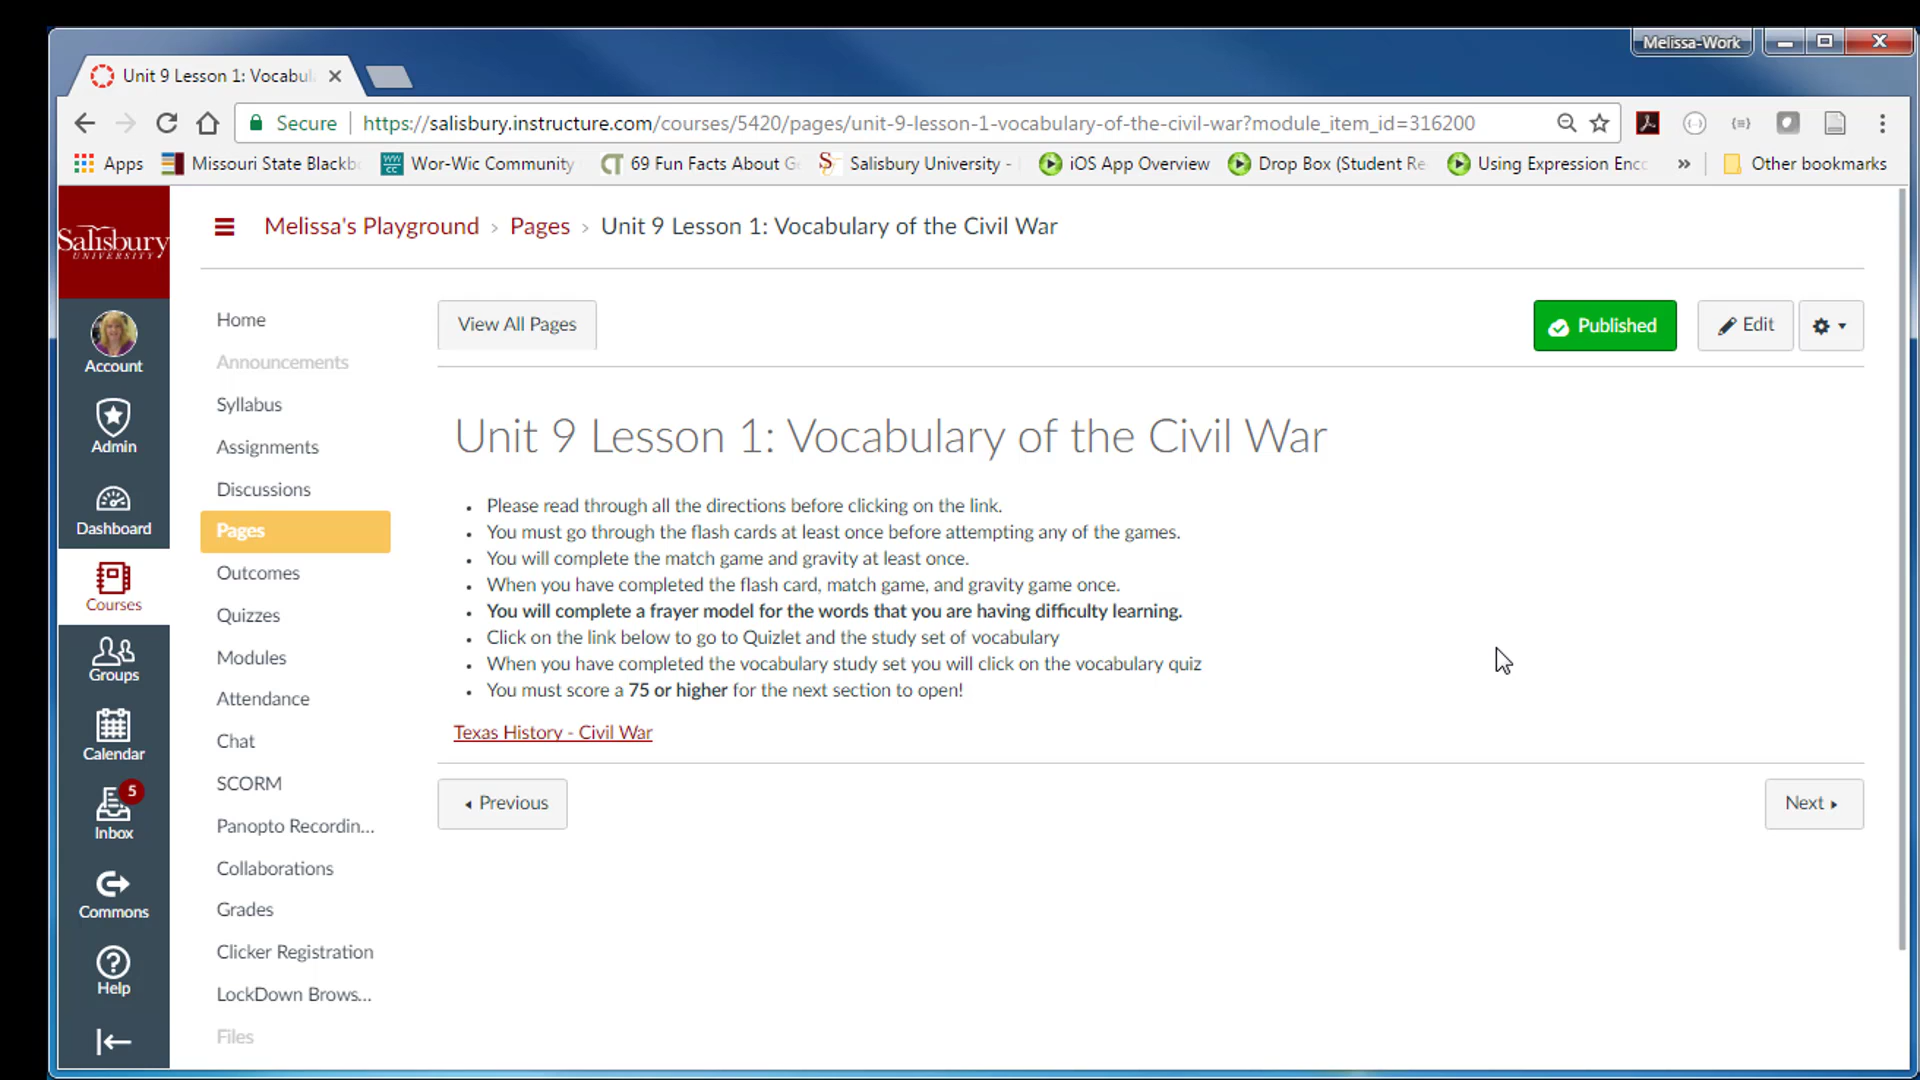 Melissa-Work
Unit 9 Lesson 1: Vocabul
Secure https://salisbury.instructure.com/courses/5420/pages/unit-9-lesson-1-vocabulary-of-the-civil-war?module_item_id=316200
Apps Missouri State Blackb Wor-Wic Community 69 Fun Facts About G Salisbury University - iOS App Overview Drop Box (Student Re Using Expression Enc » Other bookmarks
Salisbury
UNIVERSITY
Melissa's Playground › Pages › Unit 9 Lesson 1: Vocabulary of the Civil War
Account
Admin
Dashboard
Courses
Groups
Calendar
5
Inbox
Commons
Help
Home
Announcements
Syllabus
Assignments
Discussions
Pages
Outcomes
Quizzes
Modules
Attendance
Chat
SCORM
Panopto Recordin...
Collaborations
Grades
Clicker Registration
LockDown Brows...
Files
View All Pages
Published
Edit
Unit 9 Lesson 1: Vocabulary of the Civil War
• Please read through all the directions before clicking on the link.
• You must go through the flash cards at least once before attempting any of the games.
• You will complete the match game and gravity at least once.
• When you have completed the flash card, match game, and gravity game once.
• You will complete a frayer model for the words that you are having difficulty learning.
• Click on the link below to go to Quizlet and the study set of vocabulary
• When you have completed the vocabulary study set you will click on the vocabulary quiz
• You must score a 75 or higher for the next section to open!
Texas History - Civil War
Previous
Next